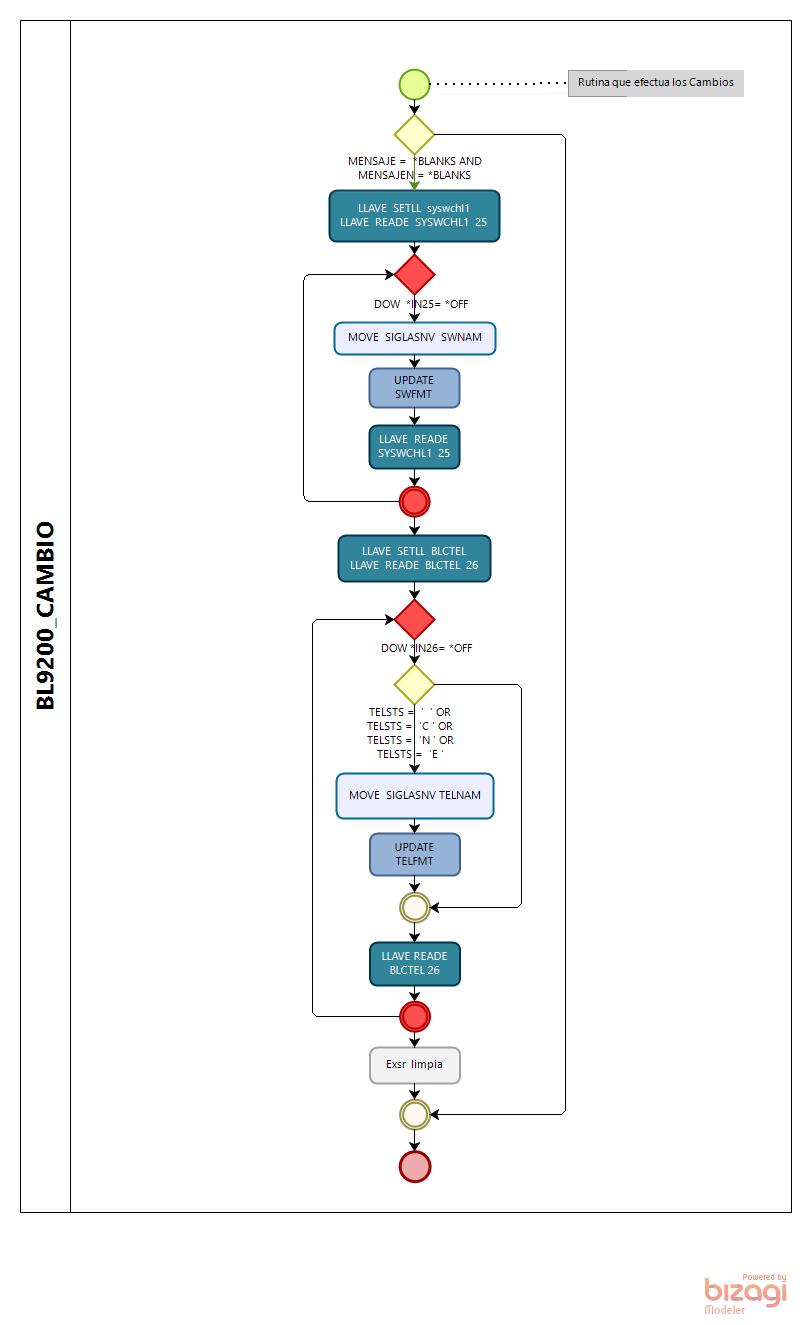 Rutina que efectua los Cambios
MENSAJE = *BLANKS AND
MENSAJEN = *BLANKS
LLAVE SETLL syswchl1
LLAVE READE SYSWCHL1 25
DOW *IN25= *OFF
MOVE SIGLASNV SWNAM
UPDATE
SWFMT
LLAVE READE
SYSWCHL1 25
BL9200_CAMBIO
LLAVE SETLL BLCTEL
LLAVE READE BLCTEL 26
DOW *IN26= *OFF
TELSTS = ' ' OR
TELSTS = 'C' OR
TELSTS = 'N' OR
TELSTS = 'E'
MOVE SIGLASNV TELNAM
UPDATE
TELFMT
LLAVE READE
BLCTEL 26
Exsr limpia
Powered by
bizagi
Modeler